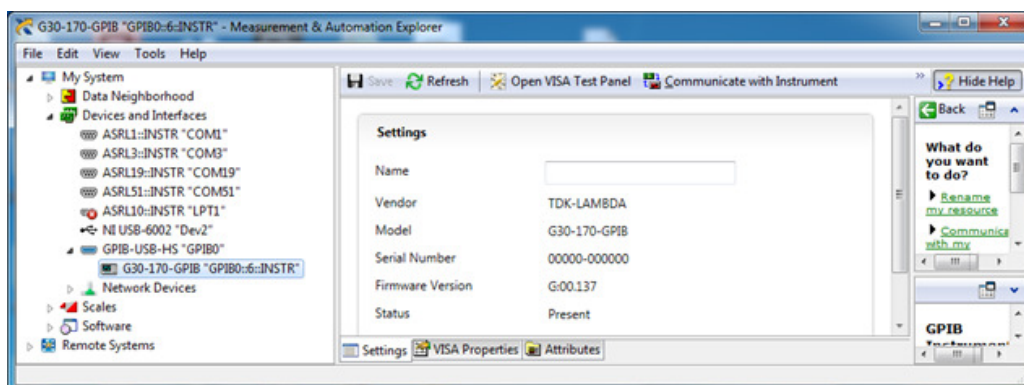 G30-170-GPIB "GPIB0::6::INSTR" - Measurement & Automation Explorer
File Edit View Tools Help
My System
Data Neighborhood
Devices and Interfaces
ASRL1::INSTR "COM1"
ASRL3::INSTR "COM3"
ASRL19::INSTR "COM19"
ASRL51::INSTR "COM51"
ASRL10::INSTR "LPT1"
NI USB-6002 "Dev2"
GPIB-USB-HS "GPIB0"
G30-170-GPIB "GPIB0::6::INSTR"
Network Devices
Scales
Software
Remote Systems
Save Refresh Open VISA Test Panel Communicate with Instrument
Settings
Name
Vendor TDK-LAMBDA
Model G30-170-GPIB
Serial Number 00000-000000
Firmware Version G:00.137
Status Present
Settings VISA Properties Attributes
» Hide Help
Back
What do
you want
to do?
Rename
my resource
Communica
with my
GPIB